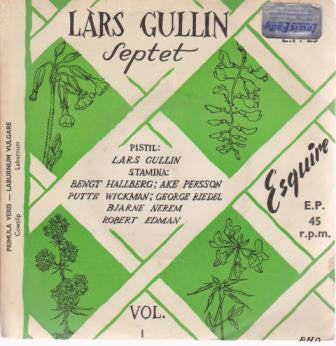 LARS GULLIN
Septet
PRIMULA VERIS — LABURNUM VULGARE
Cowslip Laburnum
PISTIL:
LARS GULLIN
STAMINA:
BENGT HALLBERG; AKE PERSSON
PUTTE WICKMAN; GEORGE RIEDEL
BJARNE NEREM
ROBERT EDMAN
Esquire
E.P.
45
r.p.m.
VOL.
1